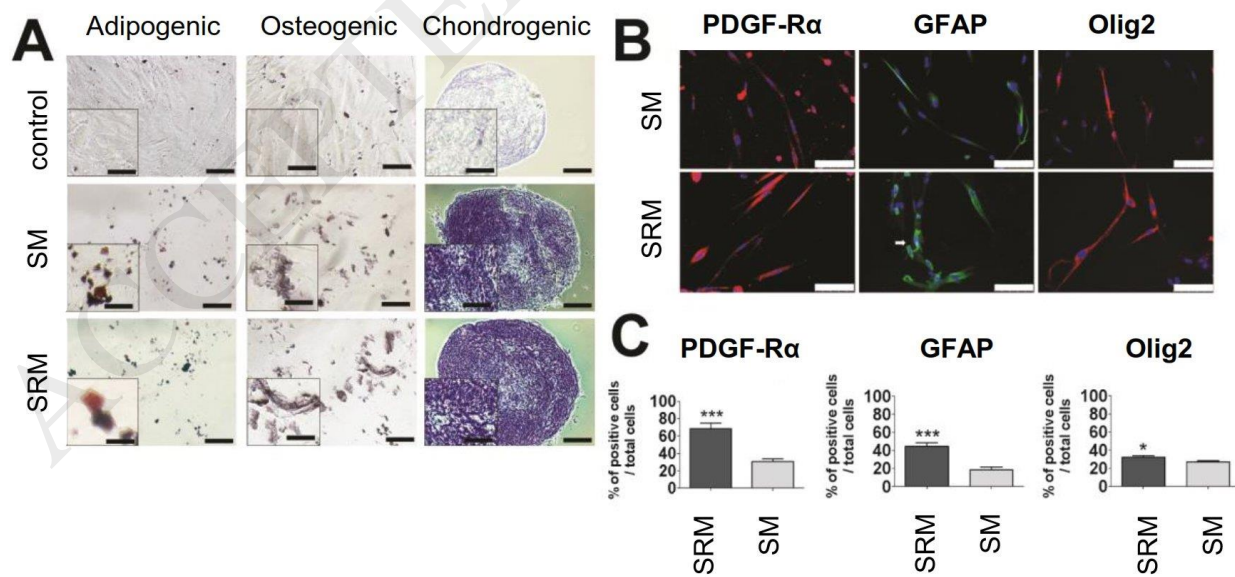 A
Adipogenic Osteogenic Chondrogenic
control
SM
SRM
ACCEPTE
B
PDGF-Rα GFAP Olig2
SM
SRM
C
PDGF-Rα GFAP Olig2
% of positive cells
/ total cells
100
80
60
40
20
0
***
SRM
SM
% of positive cells
/ total cells
100
80
60
40
20
0
***
SRM
SM
% of positive cells
/ total cells
100
80
60
40
20
0
*
SRM
SM